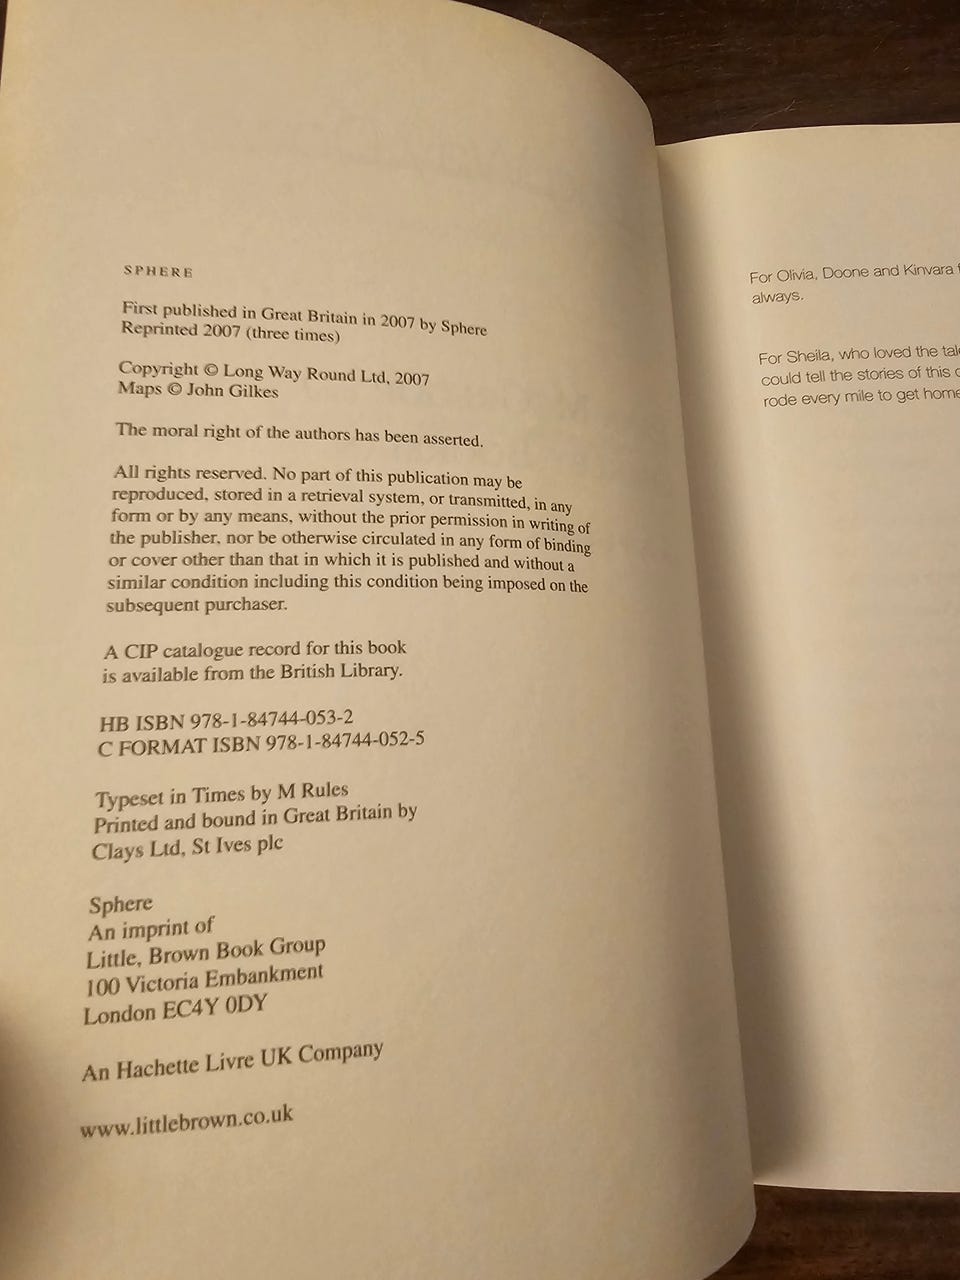 SPHERE
First published in Great Britain in 2007 by Sphere
Reprinted 2007 (three times)
Copyright © Long Way Round Ltd, 2007
Maps © John Gilkes
The moral right of the authors has been asserted.
All rights reserved. No part of this publication may be
reproduced, stored in a retrieval system, or transmitted, in any
form or by any means, without the prior permission in writing of
the publisher, nor be otherwise circulated in any form of binding
or cover other than that in which it is published and without a
similar condition including this condition being imposed on the
subsequent purchaser.
A CIP catalogue record for this book
is available from the British Library.
HB ISBN 978-1-84744-053-2
C FORMAT ISBN 978-1-84744-052-5
Typeset in Times by M Rules
Printed and bound in Great Britain by
Clays Ltd, St Ives plc
Sphere
An imprint of
Little, Brown Book Group
100 Victoria Embankment
London EC4Y 0DY
An Hachette Livre UK Company
www.littlebrown.co.uk
For Olivia, Doone and Kinvara
always.
For Sheila, who loved the
could tell the stories of this
rode every mile to get home